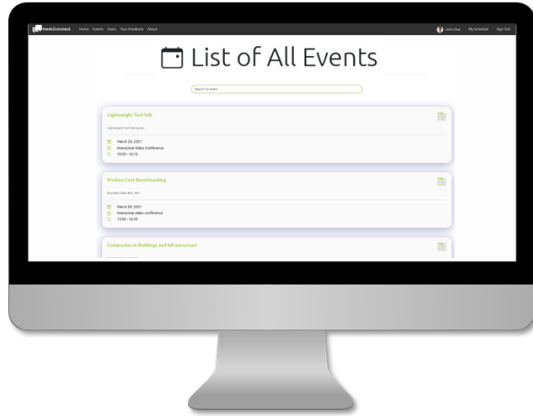 meet2connect Home Events Users Your Feedback About John Doe My Schedule Sign Out
List of All Events
Search for event
Lightweight TechTalk
March 24, 2021
Interactive Video Conference
10:00 - 15:15
Product Cost Benchmarking
March 09, 2021
Interactive video conference
13:00 - 16:30
Composites in Buildings and Infrastructure